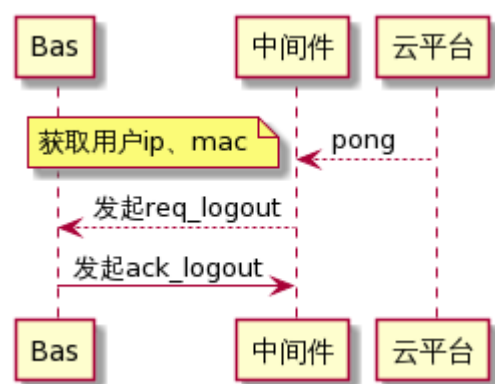 Bas
中间件
云平台
获取用户ip、mac
pong
发起req_logout
发起ack_logout
Bas
中间件
云平台